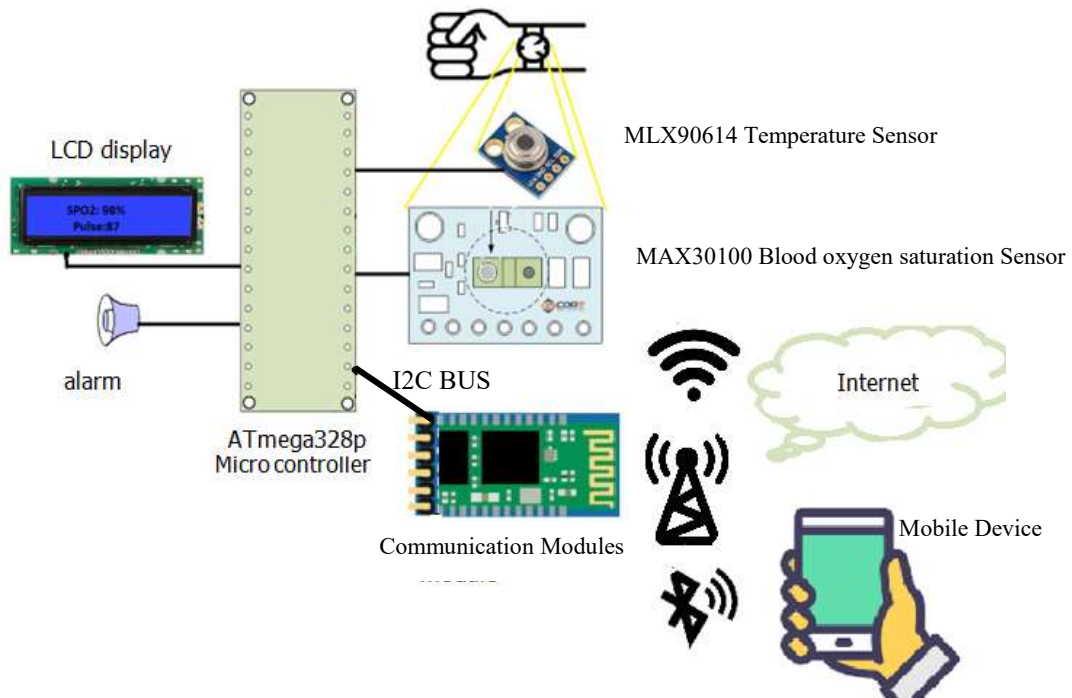 MLX90614 Temperature Sensor
LCD display
SPO2: 98%
Pulse:87
MAX30100 Blood oxygen saturation Sensor
alarm
I2C BUS
Internet
ATmega328p
Micro controller
Mobile Device
Communication Modules